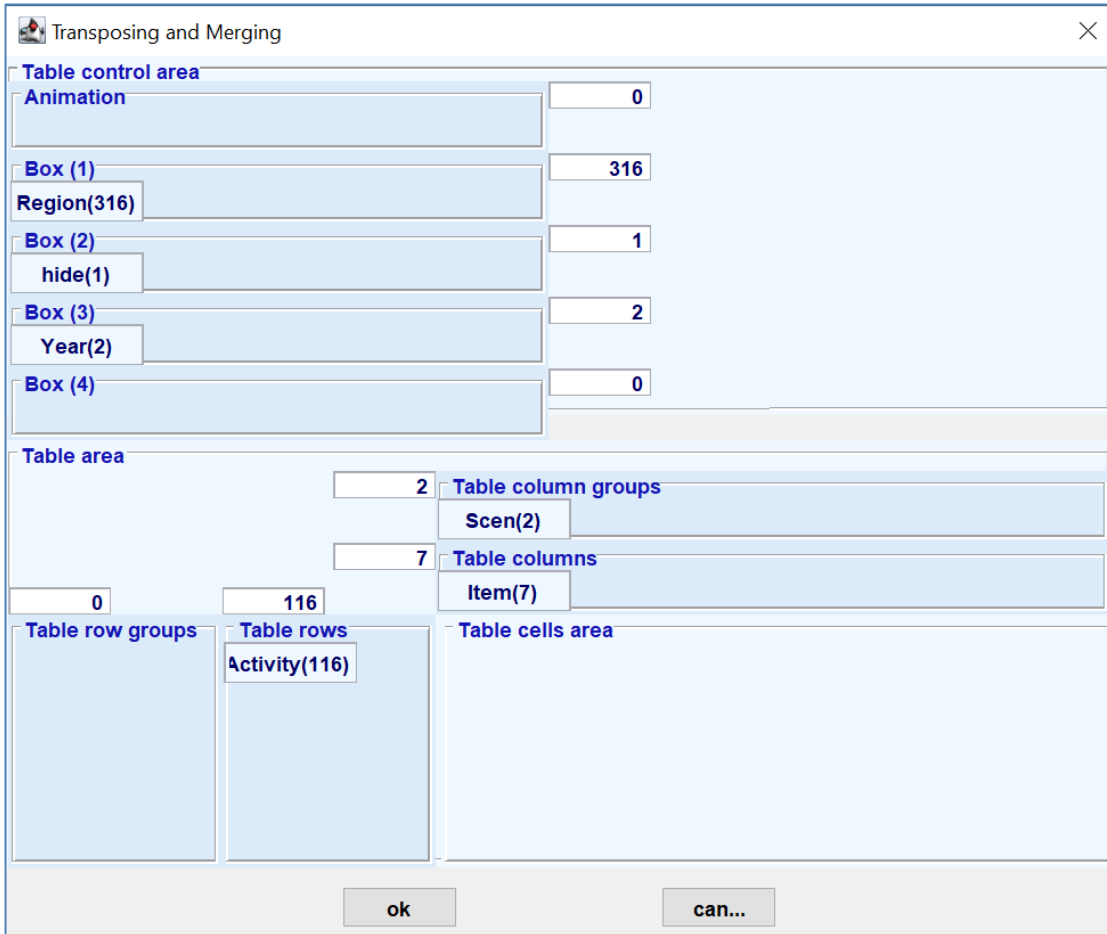 Transposing and Merging
Table control area
Animation
0
Box (1)
316
Region(316)
Box (2)
1
hide(1)
Box (3)
2
Year(2)
Box (4)
0
Table area
2
Table column groups
Scen(2)
7
Table columns
Item(7)
0 116
Table row groups Table rows Table cells area
Activity(116)
ok can...